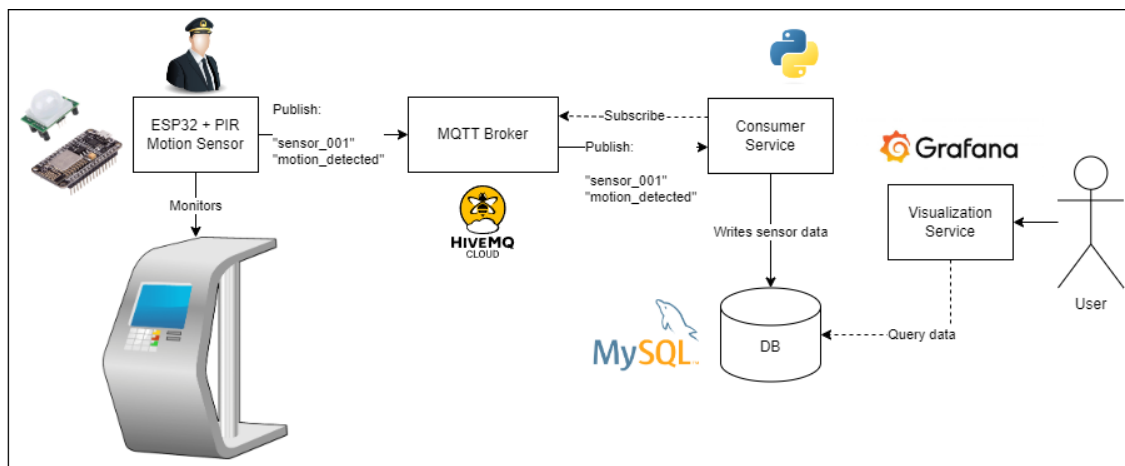 ESP32 + PIR
Motion Sensor
Publish:
"sensor_001"
"motion_detected"
MQTT Broker
Subscribe
Publish:
"sensor_001"
"motion_detected"
Consumer
Service
Grafana
Visualization
Service
Monitors
HIVEMQ
CLOUD
Writes sensor data
MySQL™
DB
Query data
User